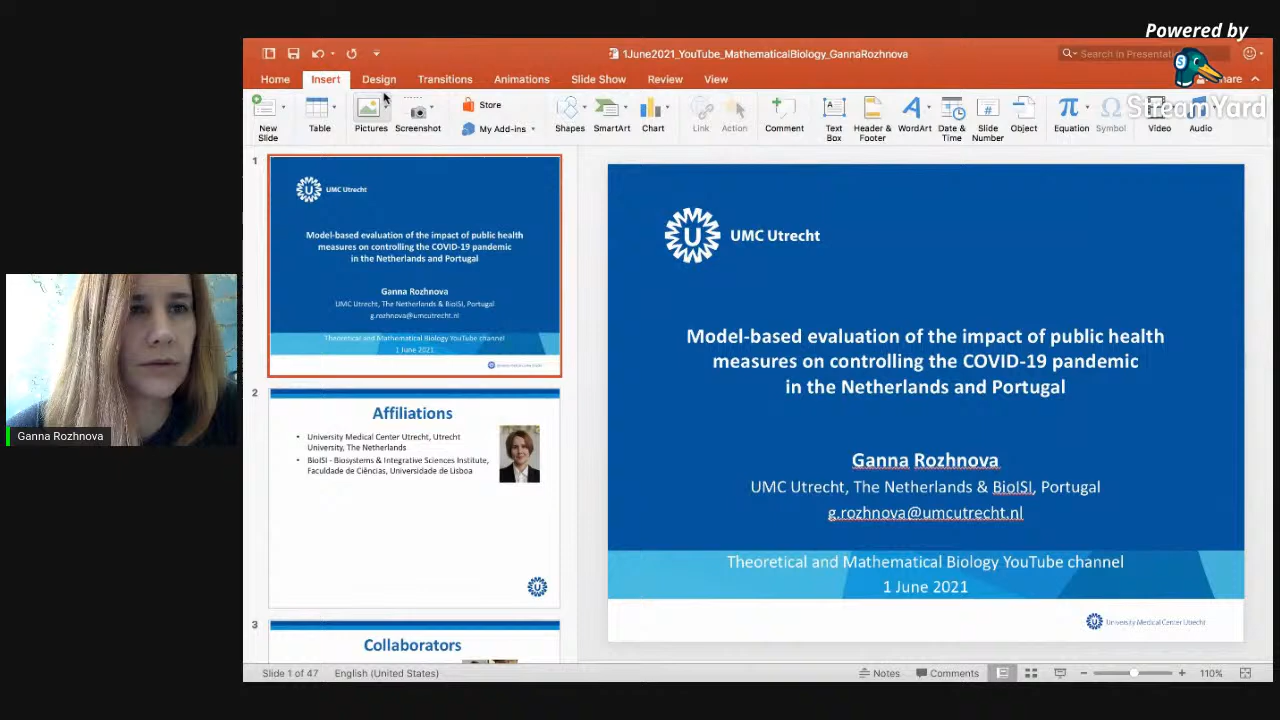 Powered by
StreamYard
1June2021_YouTube_MathematicalBiology_GannaRozhnova
Search in Presentation
Home
Insert
Design
Transitions
Animations
Slide Show
Review
View
Share
New Slide
Table
Pictures
Screenshot
Store
My Add-ins
Shapes
SmartArt
Chart
Link
Action
Comment
Text Box
Header & Footer
WordArt
Date & Time
Slide Number
Object
Equation
Symbol
Video
Audio
1
UMC Utrecht
Model-based evaluation of the impact of public health
measures on controlling the COVID-19 pandemic
in the Netherlands and Portugal
Ganna Rozhnova
UMC Utrecht, The Netherlands & BioISI, Portugal
g.rozhnova@umcutrecht.nl
Theoretical and Mathematical Biology YouTube channel
1 June 2021
2
Affiliations
• University Medical Center Utrecht, Utrecht
University, The Netherlands
• BioISI - Biosystems & Integrative Sciences Institute,
Faculdade de Ciências, Universidade de Lisboa
3
Collaborators
UMC Utrecht
Model-based evaluation of the impact of public health
measures on controlling the COVID-19 pandemic
in the Netherlands and Portugal
Ganna Rozhnova
UMC Utrecht, The Netherlands & BioISI, Portugal
g.rozhnova@umcutrecht.nl
Theoretical and Mathematical Biology YouTube channel
1 June 2021
University Medical Center Utrecht
Ganna Rozhnova
Slide 1 of 47
English (United States)
Notes
Comments
110%